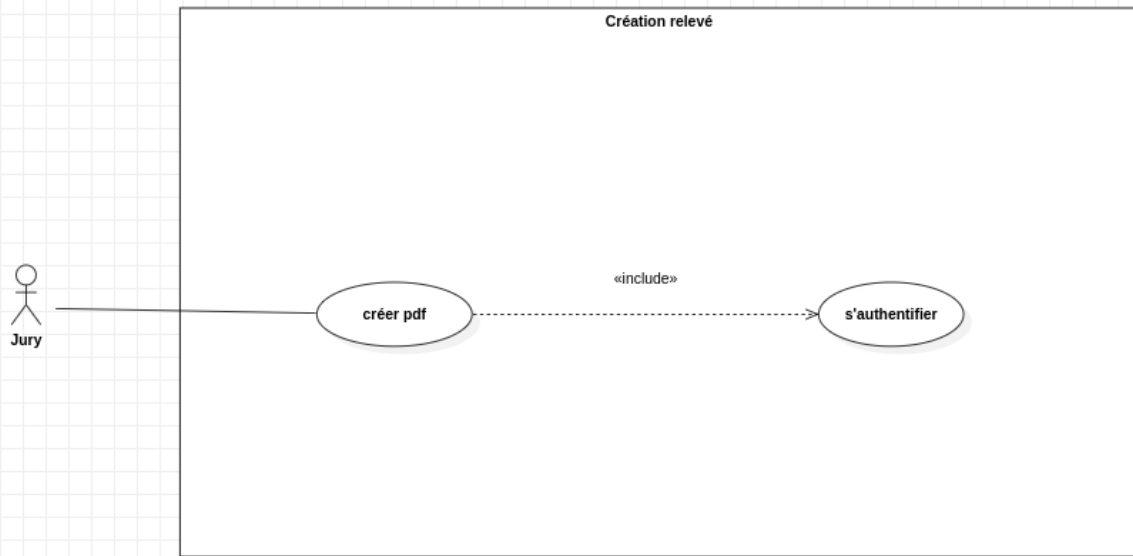 Création relevé
«include»
créer pdf
s'authentifier
Jury